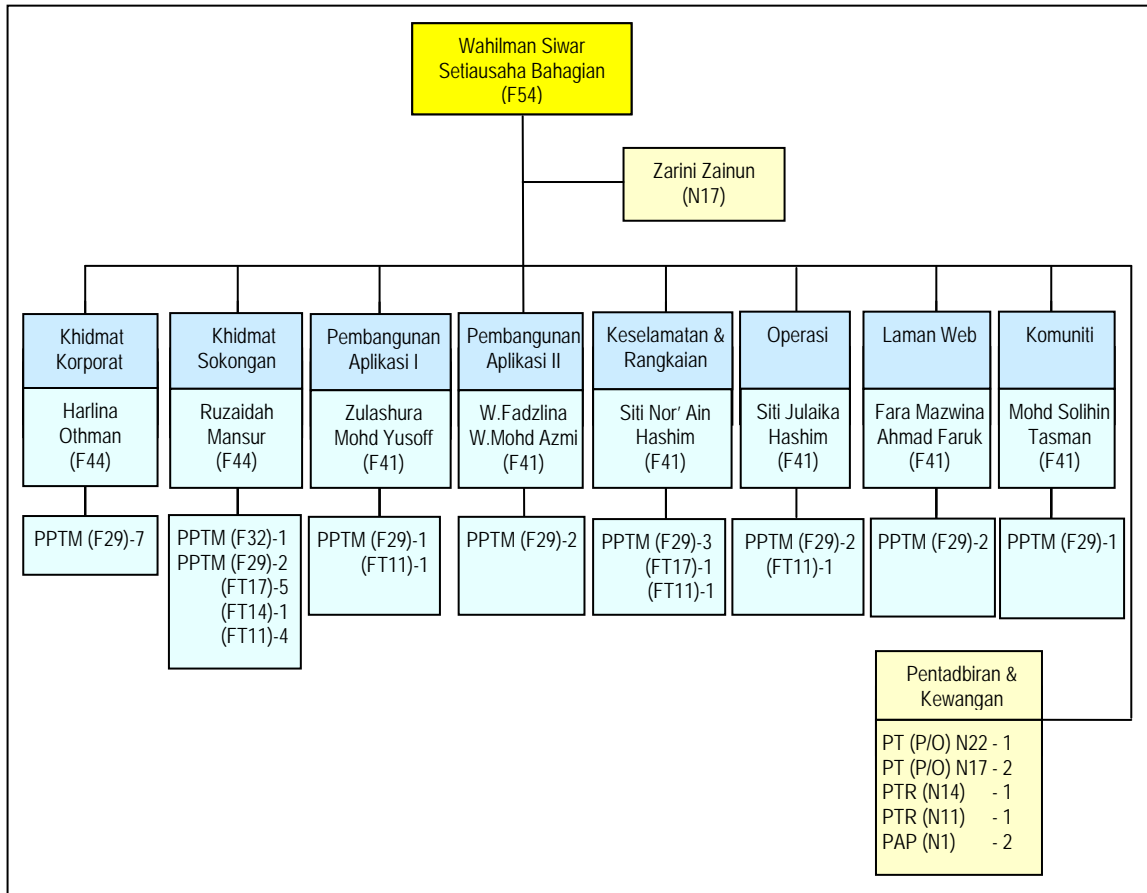 Wahilman Siwar
Setiausaha Bahagian
(F54)
Zarini Zainun
(N17)
Khidmat
Korporat
Harlina
Othman
(F44)
PPTM (F29)-7
Khidmat
Sokongan
Ruzaidah
Mansur
(F44)
PPTM (F32)-1
PPTM (F29)-2
(FT17)-5
(FT14)-1
(FT11)-4
Pembangunan
Aplikasi I
Zulashura
Mohd Yusoff
(F41)
PPTM (F29)-1
(FT11)-1
Pembangunan
Aplikasi II
W.Fadzlina
W.Mohd Azmi
(F41)
PPTM (F29)-2
Keselamatan &
Rangkaian
Siti Nor’ Ain
Hashim
(F41)
PPTM (F29)-3
(FT17)-1
(FT11)-1
Operasi
Siti Julaika
Hashim
(F41)
PPTM (F29)-2
(FT11)-1
Laman Web
Fara Mazwina
Ahmad Faruk
(F41)
PPTM (F29)-2
Komuniti
Mohd Solihin
Tasman
(F41)
PPTM (F29)-1
Pentadbiran &
Kewangan
PT (P/O) N22 - 1
PT (P/O) N17 - 2
PTR (N14) - 1
PTR (N11) - 1
PAP (N1) - 2